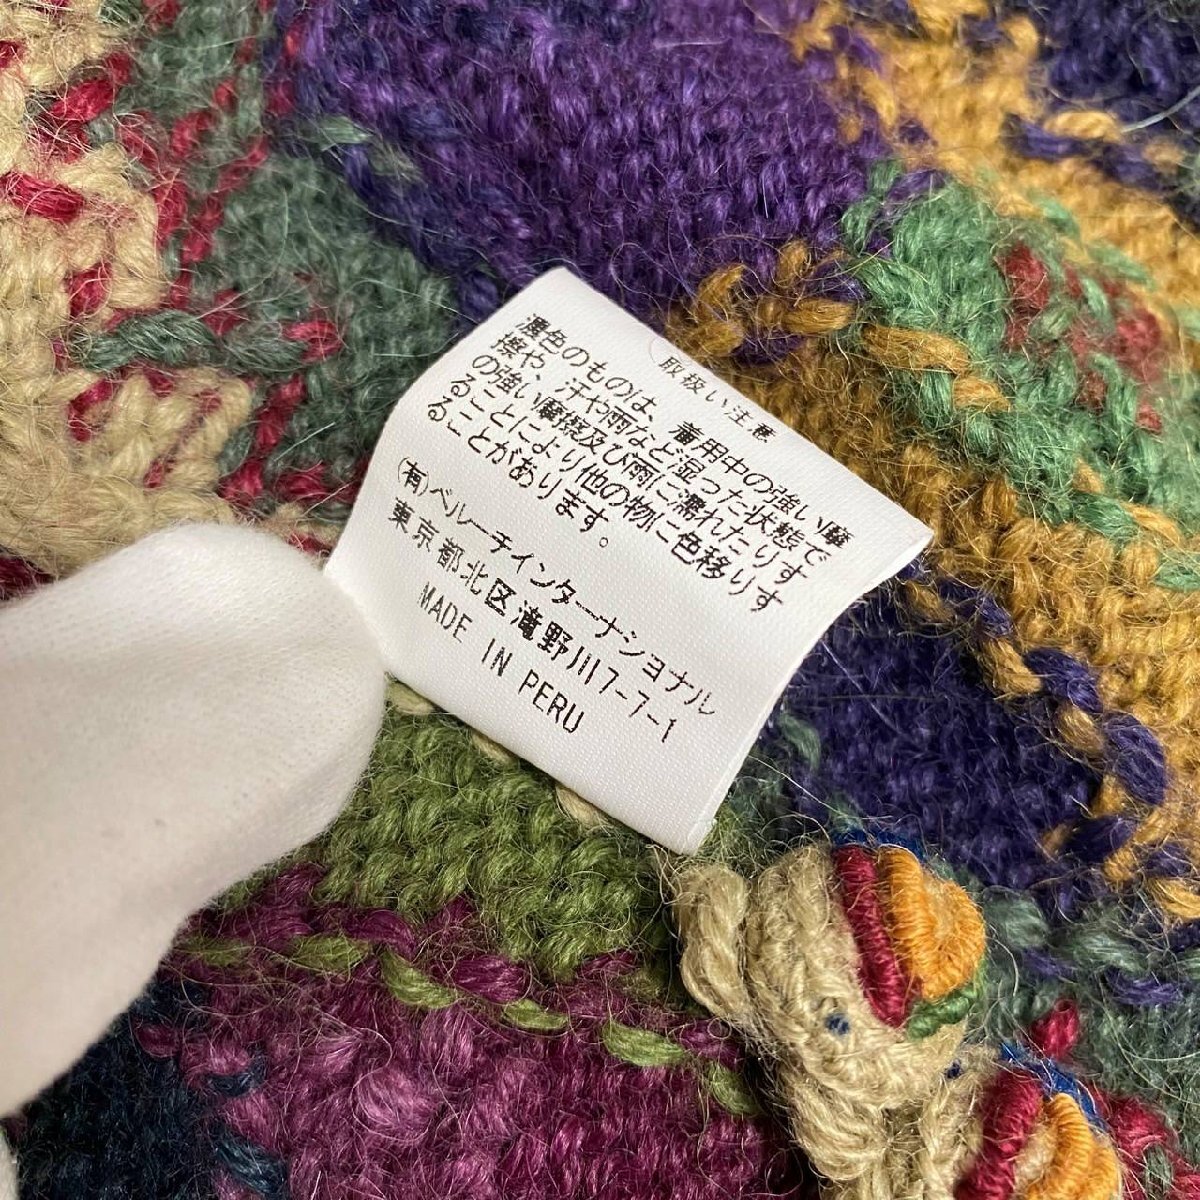 取扱い注意
濃色のものは、着用中の強い摩
擦や、汗や雨など湿った状態で
の強い摩擦及び雨に濡れたりす
ることにより他の物に色移りす
ることがあります。
(有)ベルーチインターナショナル
東京都北区滝野川7-7-1
MADE IN PERU